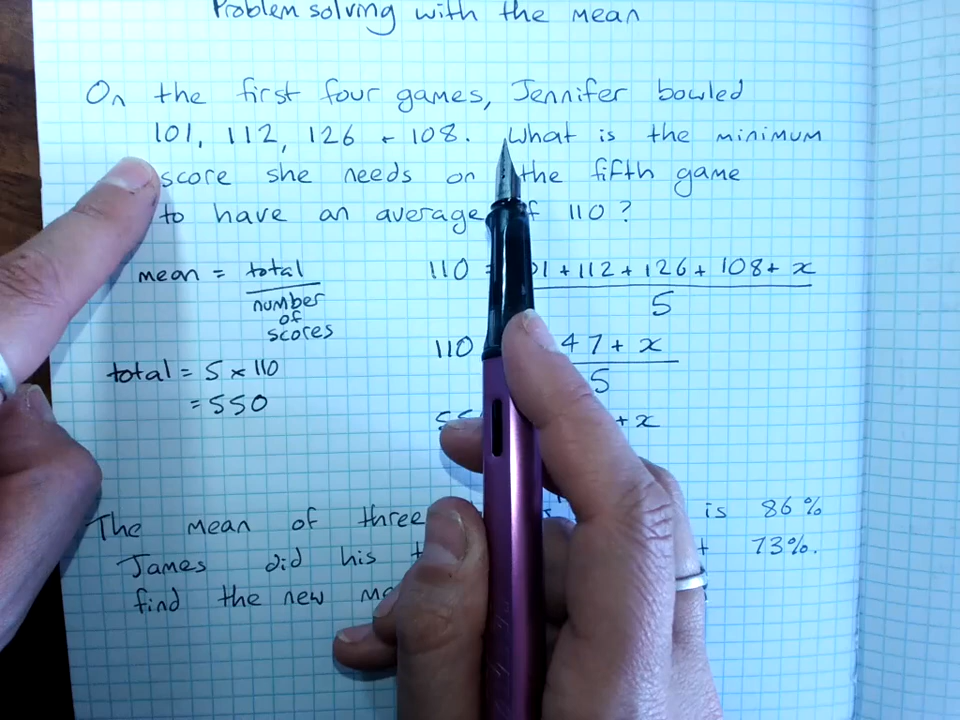 Problem solving with the mean
On the first four games, Jennifer bowled
101, 112, 126 + 108. What is the minimum
score she needs on the fifth game
to have an average f 110?
mean = total
number
of
scores
total = 5 x 110
= 550
110 = 01 + 112 + 126 + 108 + x
5
110 47 + x
5
55 + x
The mean of three is 86%
James did his t t 73%.
find the new m